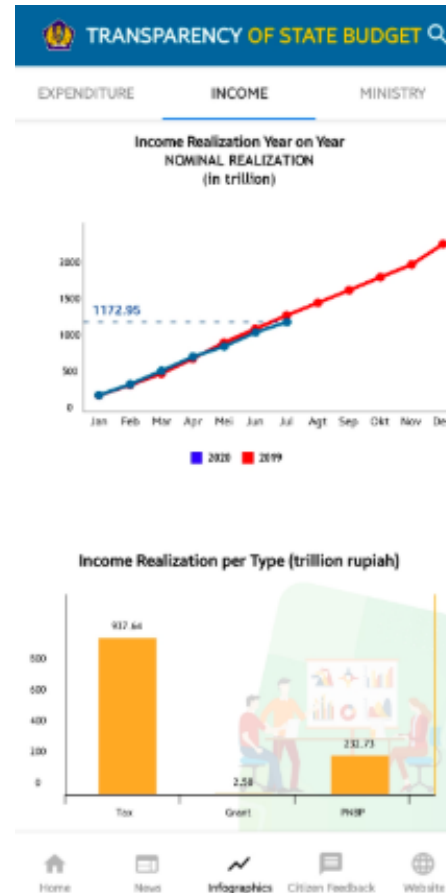 TRANSPARENCY OF STATE BUDGET
EXPENDITURE INCOME MINISTRY
Income Realization Year on Year
NOMINAL REALIZATION
(in trillion)
2000
1500
1172.95
1000
500
0
Jan Feb Mar Apr Mei Jun Jul Agt Sep Okt Nov De
2020 2019
Income Realization per Type (trillion rupiah)
937.64
800
600
400
232.73
200
2.58
0
Tax Grant PNBP
Home News Infographics Citizen Feedback Website